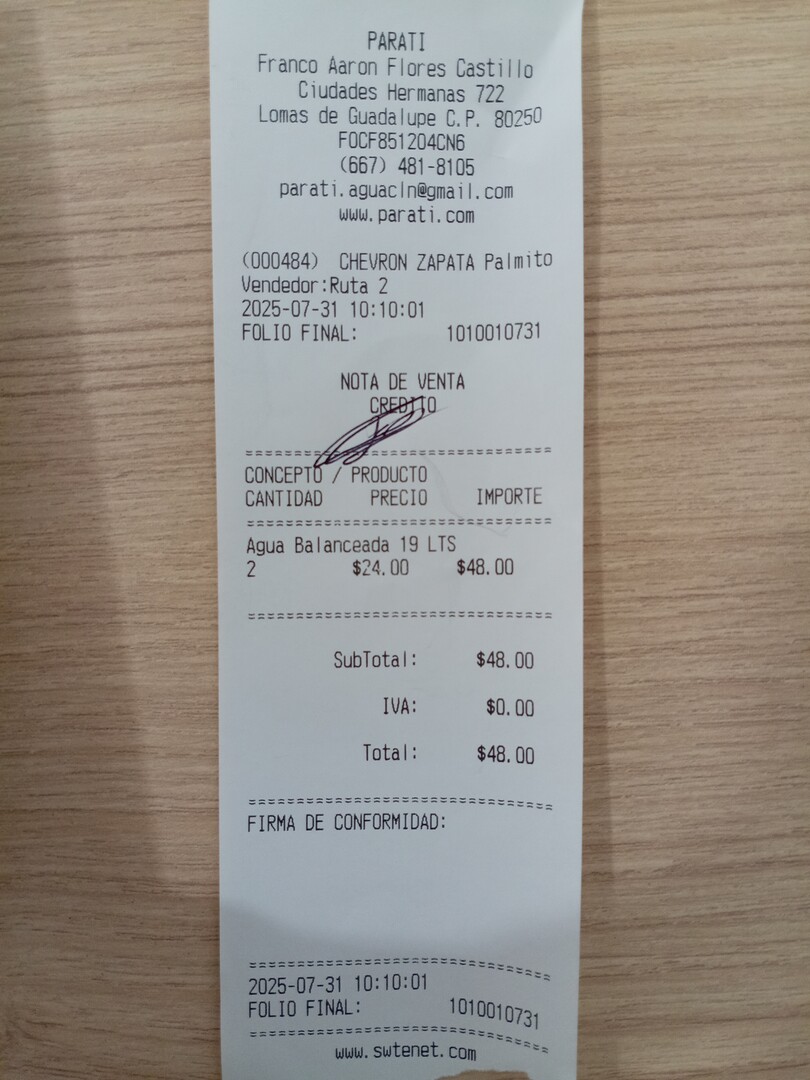 PARATI
Franco Aaron Flores Castillo
Ciudades Hermanas 722
Lomas de Guadalupe C.P. 80250
FOCF851204CN6
(667) 481-8105
parati.aguacln@gmail.com
www.parati.com
(000484) CHEVRON ZAPATA Palmito
Vendedor:Ruta 2
2025-07-31 10:10:01
FOLIO FINAL: 1010010731
NOTA DE VENTA
CREDITO
==============================
CONCEPTO / PRODUCTO
CANTIDAD PRECIO IMPORTE
==============================
Agua Balanceada 19 LTS
2 $24.00 $48.00
==============================
SubTotal: $48.00
IVA: $0.00
Total: $48.00
==============================
FIRMA DE CONFORMIDAD:
==============================
2025-07-31 10:10:01
FOLIO FINAL: 1010010731
==============================
www.swtenet.com